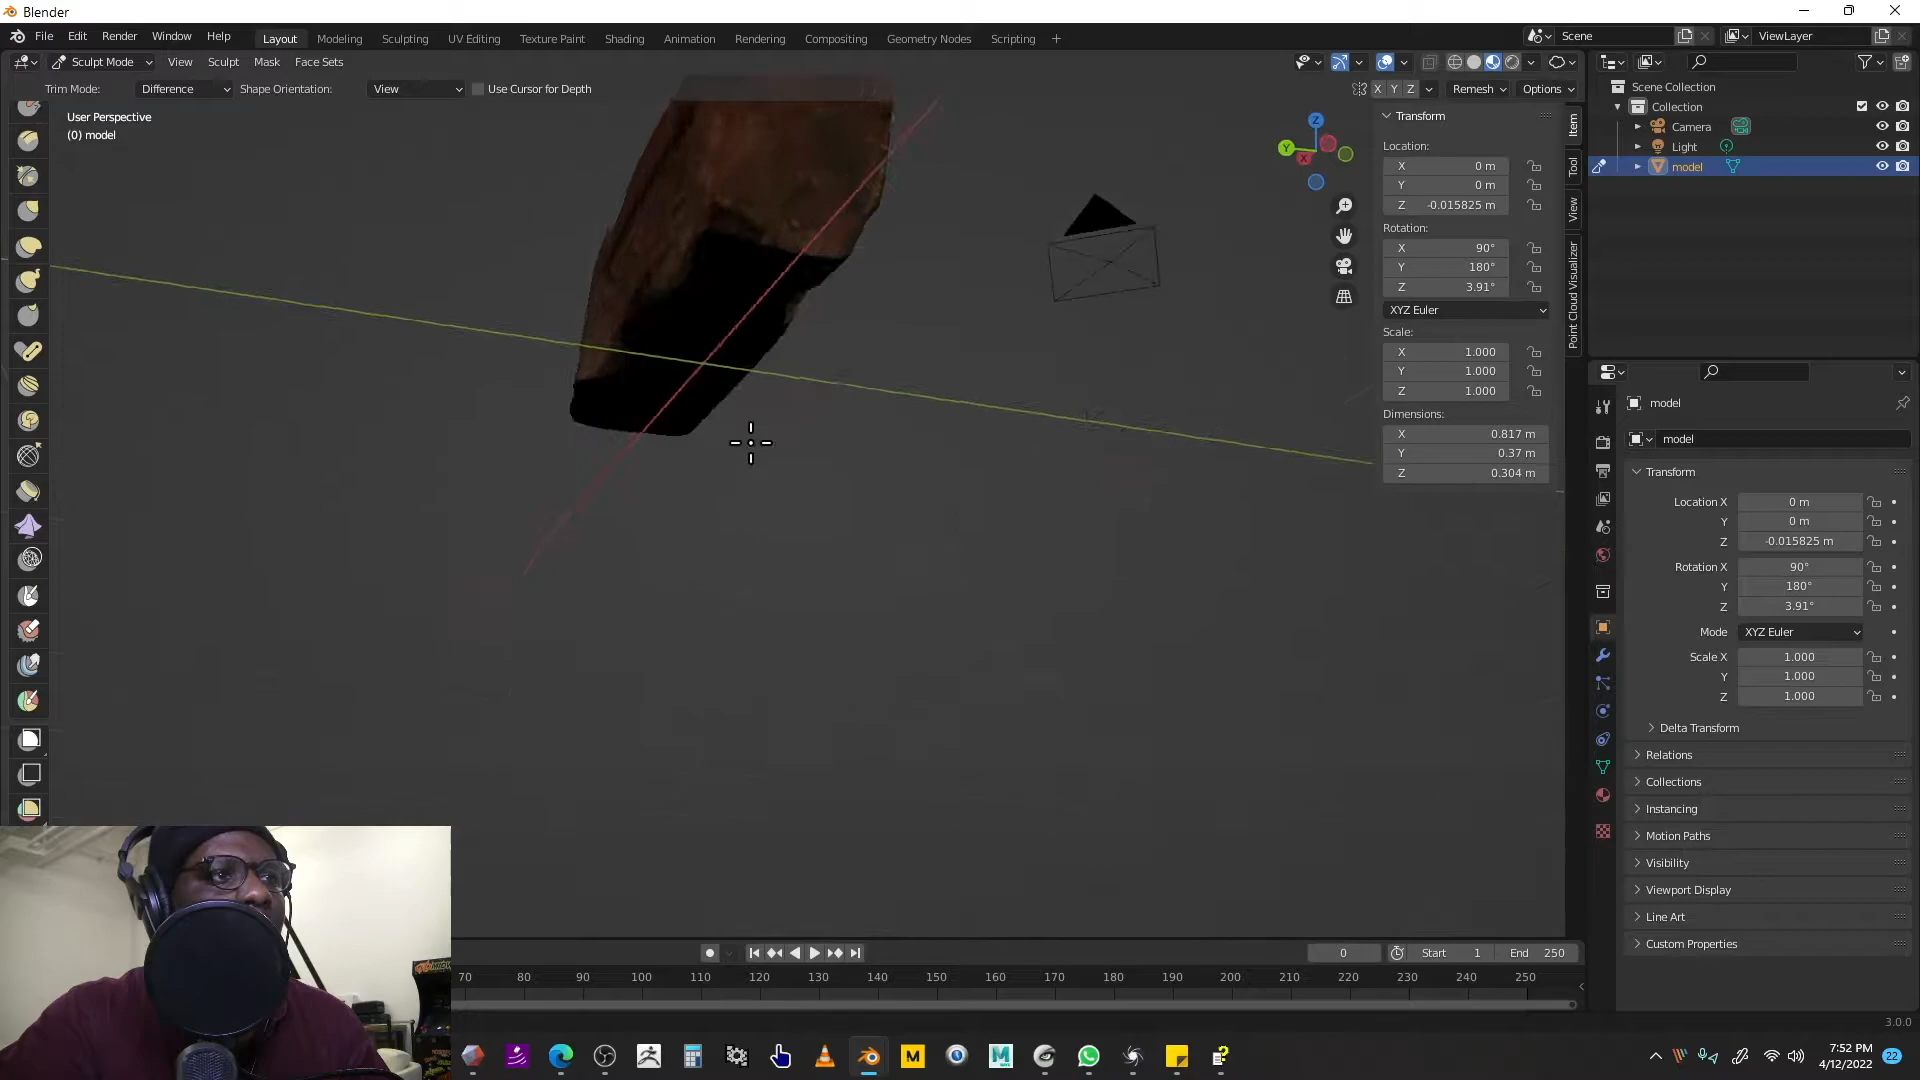 Blender
File Edit Render Window Help
Layout Modeling Sculpting UV Editing Texture Paint Shading Animation Rendering Compositing Geometry Nodes Scripting +
Scene
ViewLayer
Sculpt Mode View Sculpt Mask Face Sets
Trim Mode: Difference Shape Orientation: View Use Cursor for Depth
X Y Z Remesh Options
User Perspective
(0) model
Z
Y
X
Transform
Location:
X 0 m
Y 0 m
Z -0.015825 m
Rotation:
X 90°
Y 180°
Z 3.91°
XYZ Euler
Scale:
X 1.000
Y 1.000
Z 1.000
Dimensions:
X 0.817 m
Y 0.37 m
Z 0.304 m
Item
Tool
View
Point Cloud Visualizer
Scene Collection
Collection
Camera
Light
model
model
model
Transform
Location X 0 m
Y 0 m
Z -0.015825 m
Rotation X 90°
Y 180°
Z 3.91°
Mode XYZ Euler
Scale X 1.000
Y 1.000
Z 1.000
Delta Transform
Relations
Collections
Instancing
Motion Paths
Visibility
Viewport Display
Line Art
Custom Properties
0 Start 1 End 250
70 80 90 100 110 120 130 140 150 160 170 180 190 200 210 220 230 240 250
3.0.0
M
M
7:52 PM
4/12/2022
22